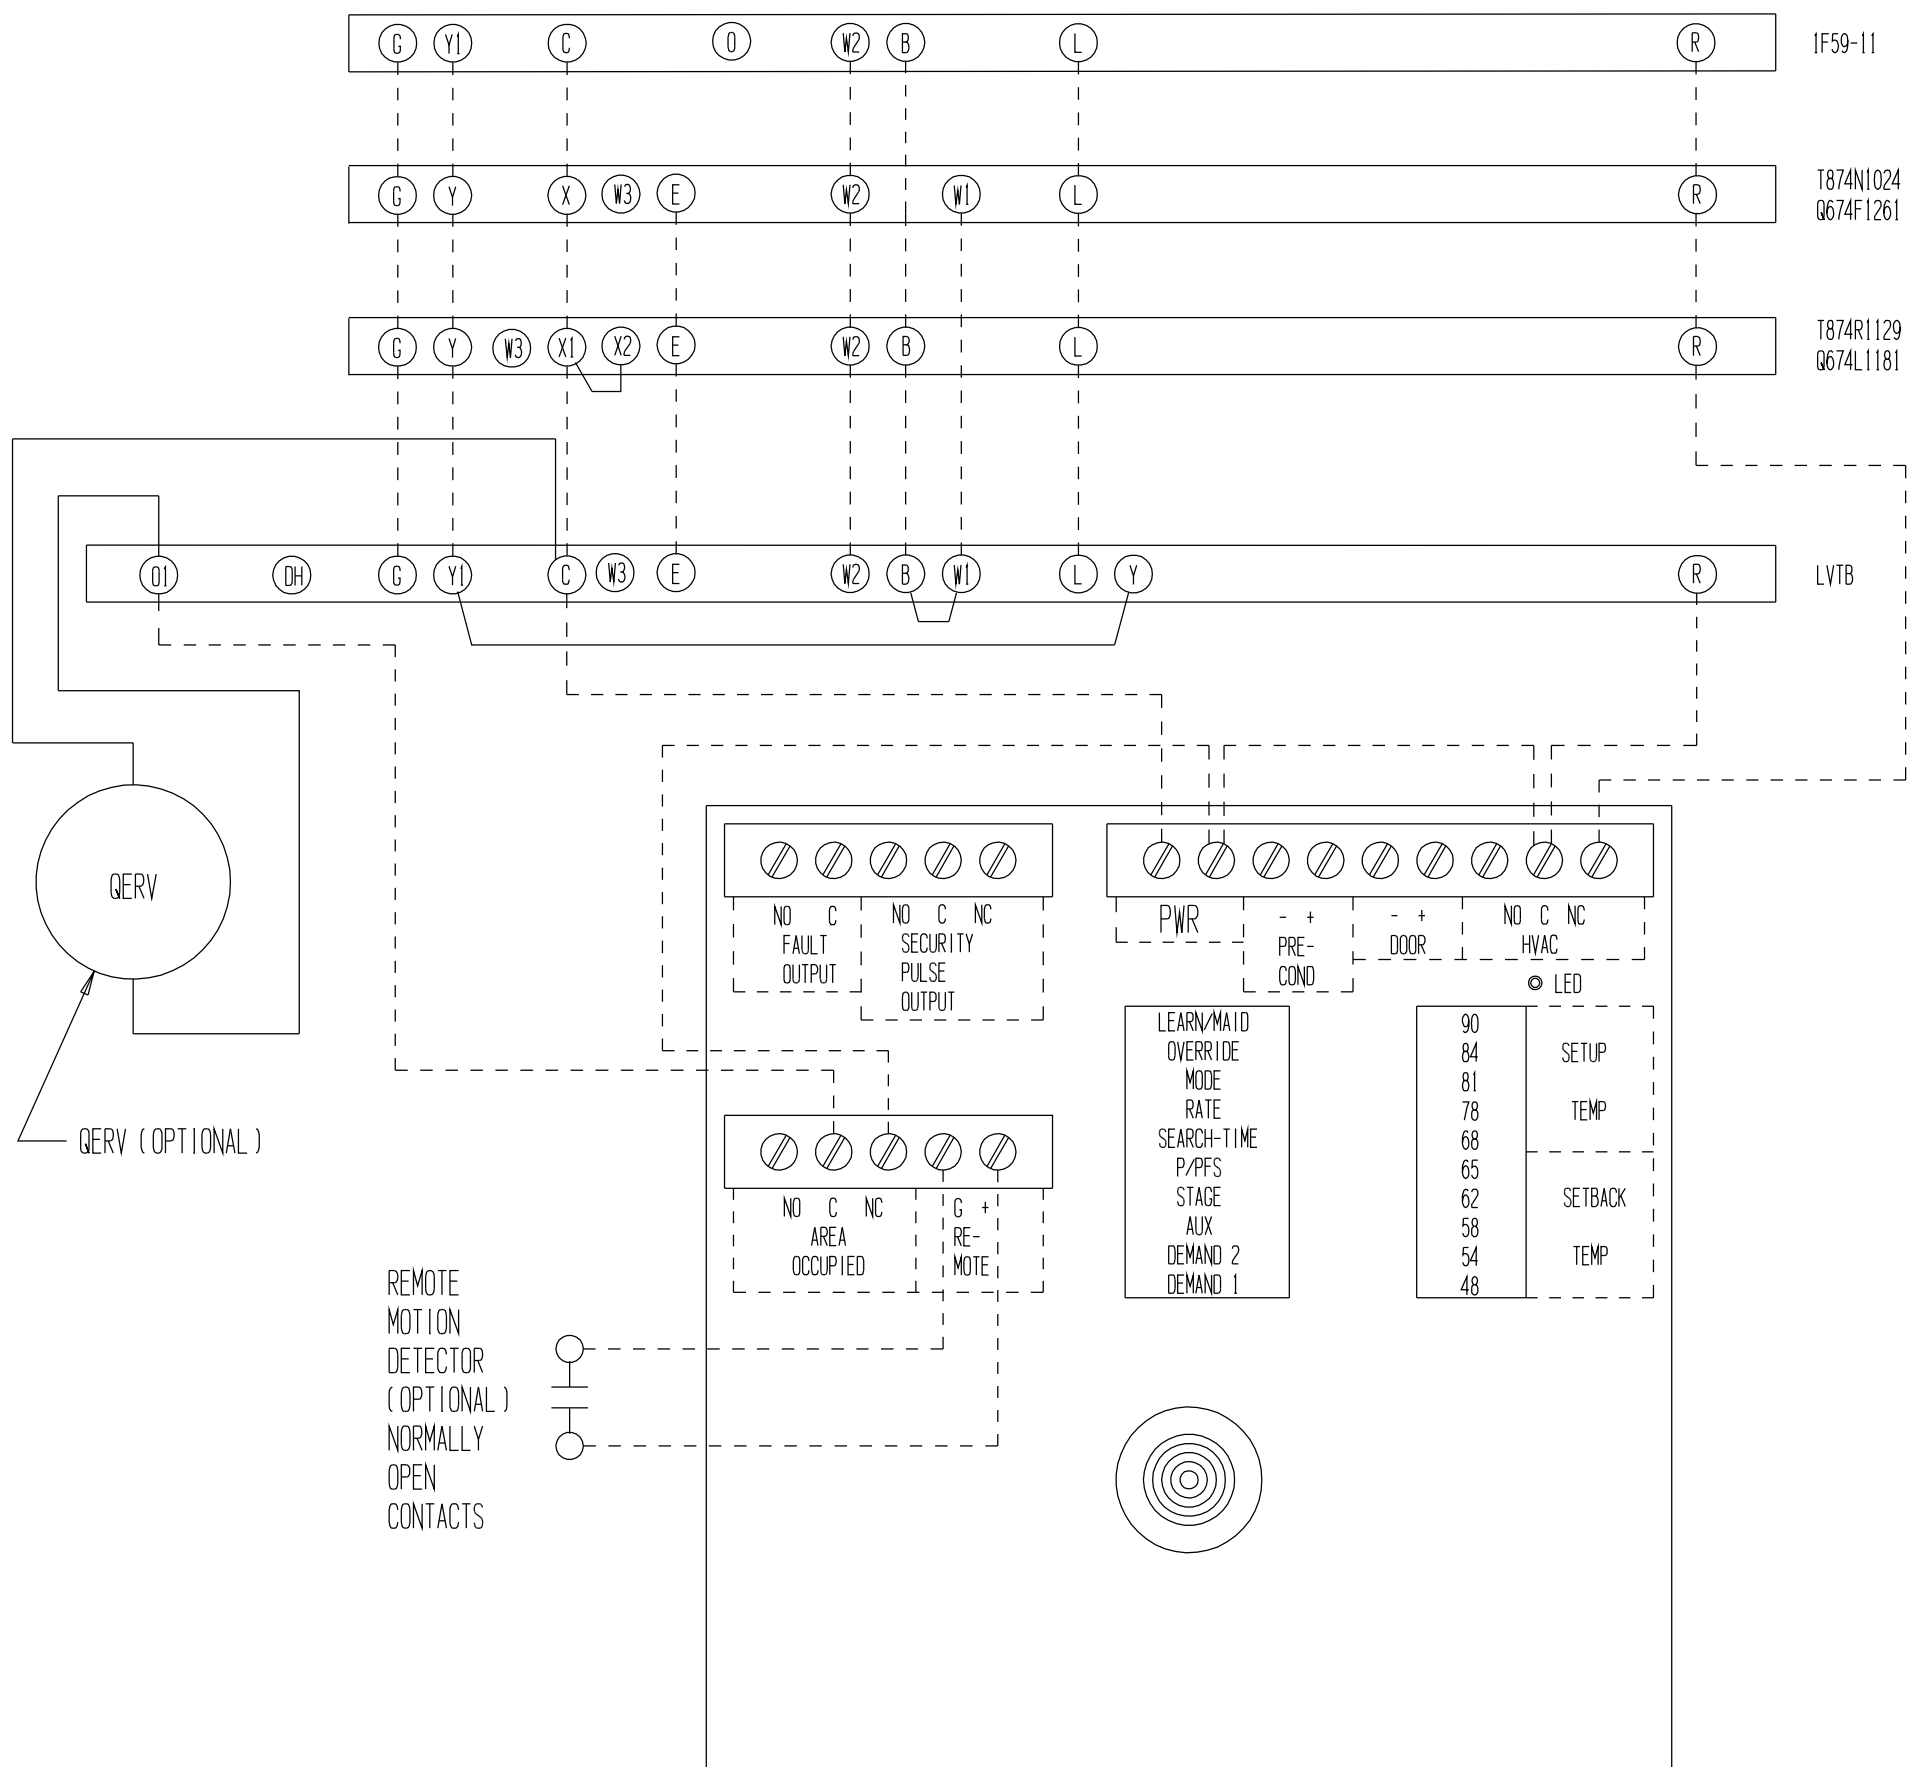 G Y1 C O W2 B L R 1F59-11
G Y X W3 E W2 W1 L R T874N1024
Q674F1261
G Y W3 X1 X2 E W2 B L R T874R1129
Q674L1181
O1 DH G Y1 C W3 E W2 B W1 L Y R LVTB
QERV
QERV (OPTIONAL)
NO C
FAULT
OUTPUT
NO C NC
SECURITY
PULSE
OUTPUT
PWR
- +
PRE-
COND
- +
DOOR
NO C NC
HVAC
LED
LEARN/MAID
OVERRIDE
MODE
RATE
SEARCH-TIME
P/PFS
STAGE
AUX
DEMAND 2
DEMAND 1
90
84
81
78
68
65
62
58
54
48
SETUP
TEMP
SETBACK
TEMP
NO C NC
AREA
OCCUPIED
G +
RE-
MOTE
REMOTE
MOTION
DETECTOR
(OPTIONAL)
NORMALLY
OPEN
CONTACTS